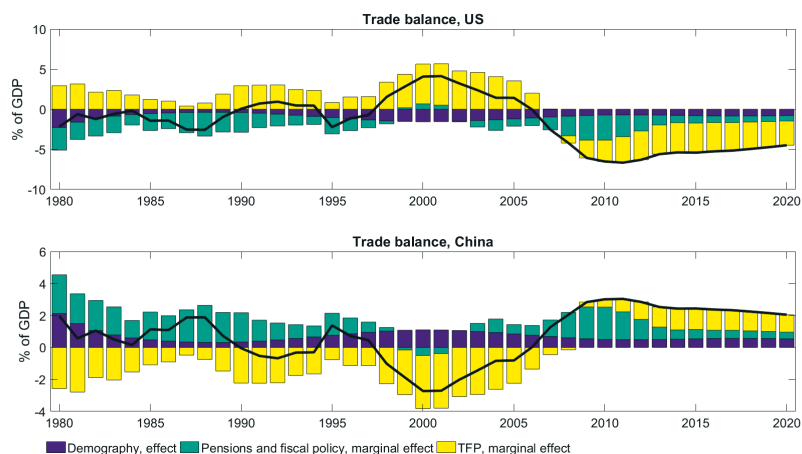 Trade balance, US
10
5
0
-5
-10
% of GDP
1980 1985 1990 1995 2000 2005 2010 2015 2020
Trade balance, China
6
4
2
0
-2
-4
% of GDP
1980 1985 1990 1995 2000 2005 2010 2015 2020
Demography, effect Pensions and fiscal policy, marginal effect TFP, marginal effect